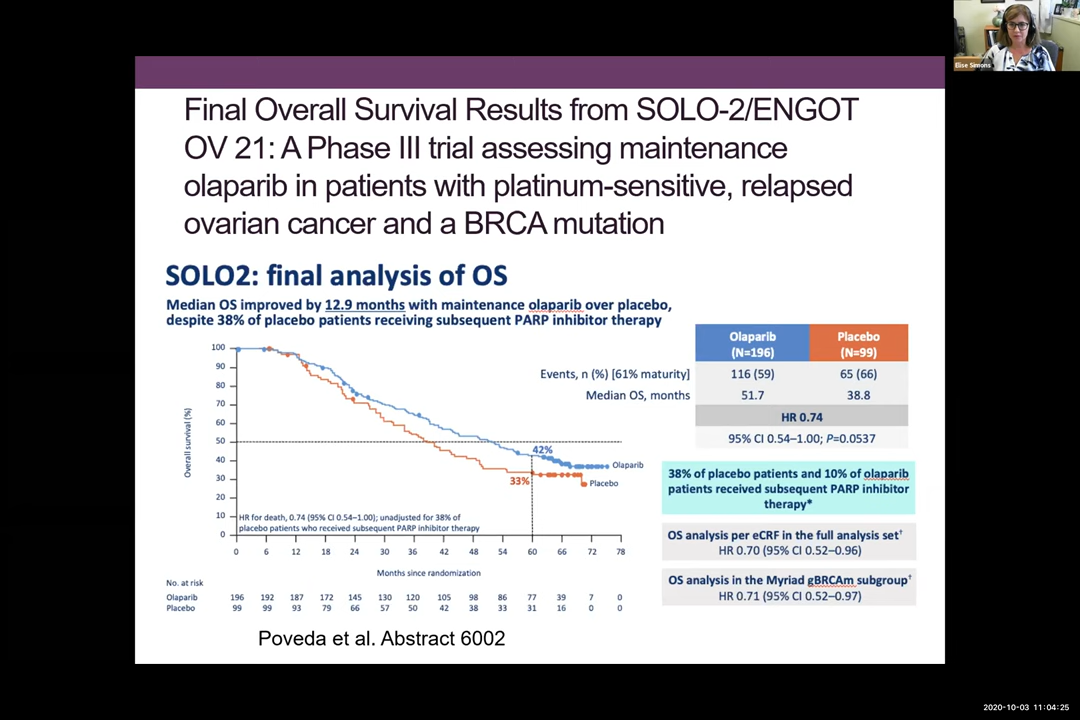 Elise Simons
Final Overall Survival Results from SOLO-2/ENGOT
OV 21: A Phase III trial assessing maintenance
olaparib in patients with platinum-sensitive, relapsed
ovarian cancer and a BRCA mutation
SOLO2: final analysis of OS
Median OS improved by 12.9 months with maintenance olaparib over placebo,
despite 38% of placebo patients receiving subsequent PARP inhibitor therapy
Overall survival (%)
100
90
80
70
60
50
40
30
20
10
0
42%
33%
Olaparib
Placebo
HR for death, 0.74 (95% CI 0.54–1.00); unadjusted for 38% of
placebo patients who received subsequent PARP inhibitor therapy
0 6 12 18 24 30 36 42 48 54 60 66 72 78
Months since randomization
No. at risk
Olaparib 196 192 187 172 145 130 120 105 98 86 77 39 7 0
Placebo 99 99 93 79 66 57 50 42 38 33 31 16 0 0
Olaparib Placebo
(N=196) (N=99)
Events, n (%) [61% maturity] 116 (59) 65 (66)
Median OS, months 51.7 38.8
HR 0.74
95% CI 0.54–1.00; P=0.0537
38% of placebo patients and 10% of olaparib
patients received subsequent PARP inhibitor
therapy*
OS analysis per eCRF in the full analysis set†
HR 0.70 (95% CI 0.52–0.96)
OS analysis in the Myriad gBRCAm subgroup†
HR 0.71 (95% CI 0.52–0.97)
Poveda et al. Abstract 6002
2020-10-03 11:04:25